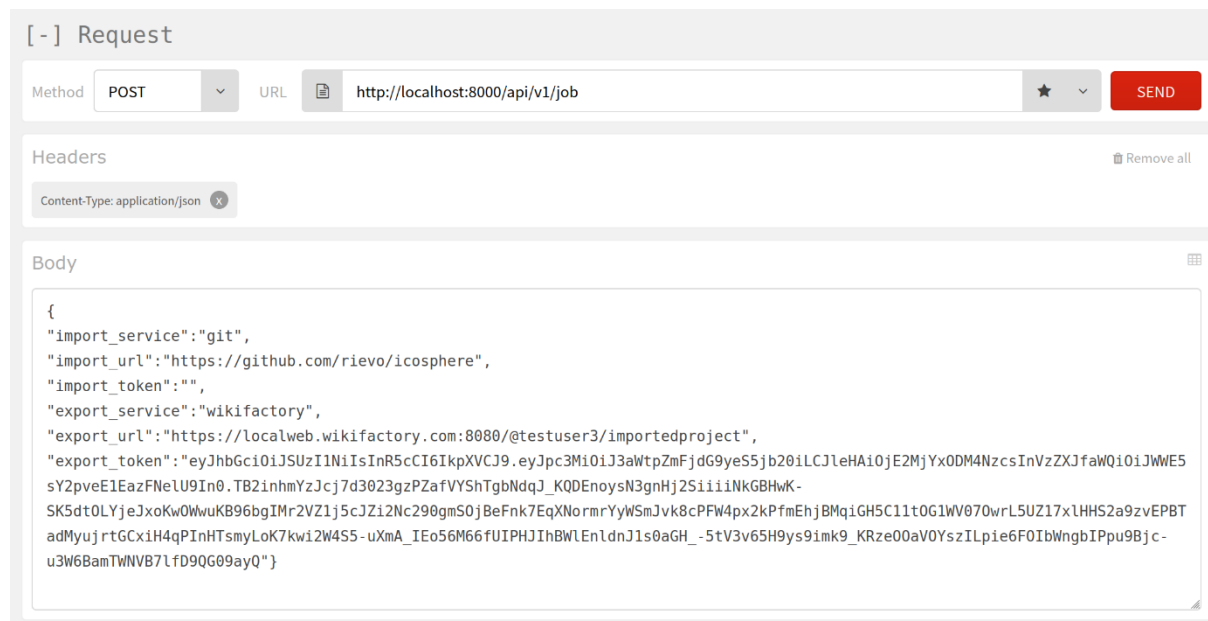 [-] Request
Method POST URL http://localhost:8000/api/v1/job SEND
Headers Remove all
Content-Type: application/json x
Body
{
"import_service":"git",
"import_url":"https://github.com/rievo/icosphere",
"import_token":"",
"export_service":"wikifactory",
"export_url":"https://localweb.wikifactory.com:8080/@testuser3/importedproject",
"export_token":"eyJhbGciOiJSUzI1NiIsInR5cCI6IkpXVCJ9.eyJpc3MiOiJ3aWtpZmFjdG9yeS5jb20iLCJleHAiOjE2MjYxODM4NzcsInVzZXJfaWQiOiJWWE5
sY2pveE1EazFNelU9In0.TB2inhmYzJcj7d3023gzPZafVYShTgbNdqJ_KQDEnoysN3gnHj2SiiiiNkGBHwK-
SK5dtOLYjeJxoKwOWwuKB96bgIMr2VZ1j5cJZi2Nc290gmSOjBeFnk7EqXNormrYyWSmJvk8cPFW4px2kPfmEhjBMqiGH5C11tOG1WV07OwrL5UZ17xlHHS2a9zvEPBT
adMyujrtGCxiH4qPInHTsmyLoK7kwi2W4S5-uXmA_IEo56M66fUIPHJIhBWlEnldnJ1s0aGH_-5tV3v65H9ys9imk9_KRzeOOaVOYszILpie6FOIbWngbIPpu9Bjc-
u3W6BamTWNVB7lfD9QG09ayQ"}